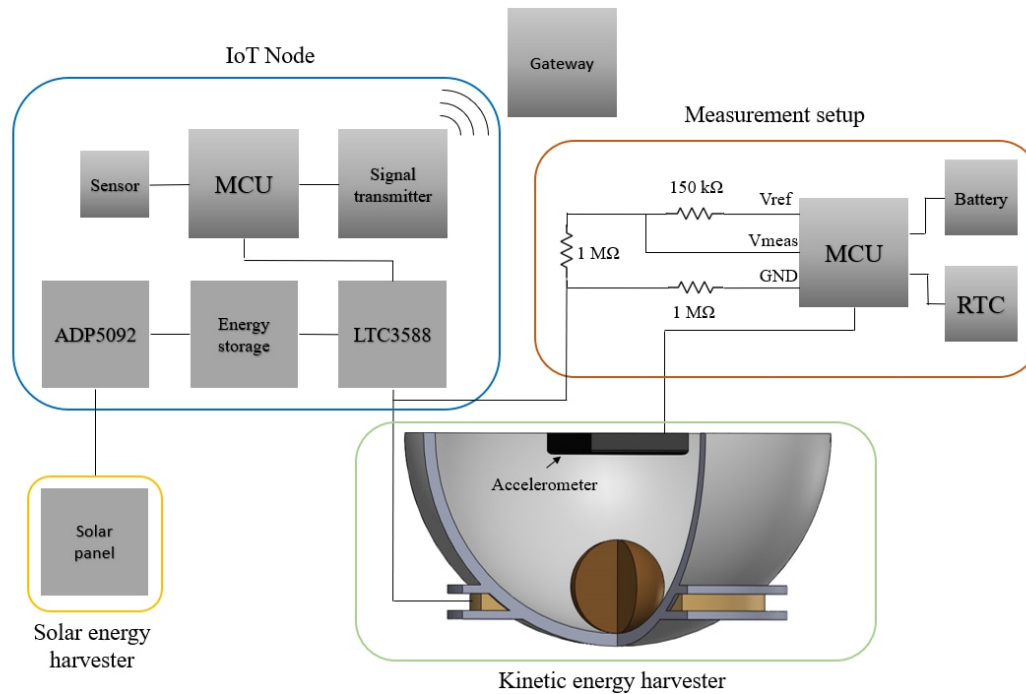 IoT Node
Gateway
Measurement setup
Sensor
MCU
Signal
transmitter
150 kΩ
Vref
Battery
1 MΩ
Vmeas
MCU
GND
1 MΩ
RTC
ADP5092
Energy
storage
LTC3588
Accelerometer
Solar
panel
Solar energy
harvester
Kinetic energy harvester